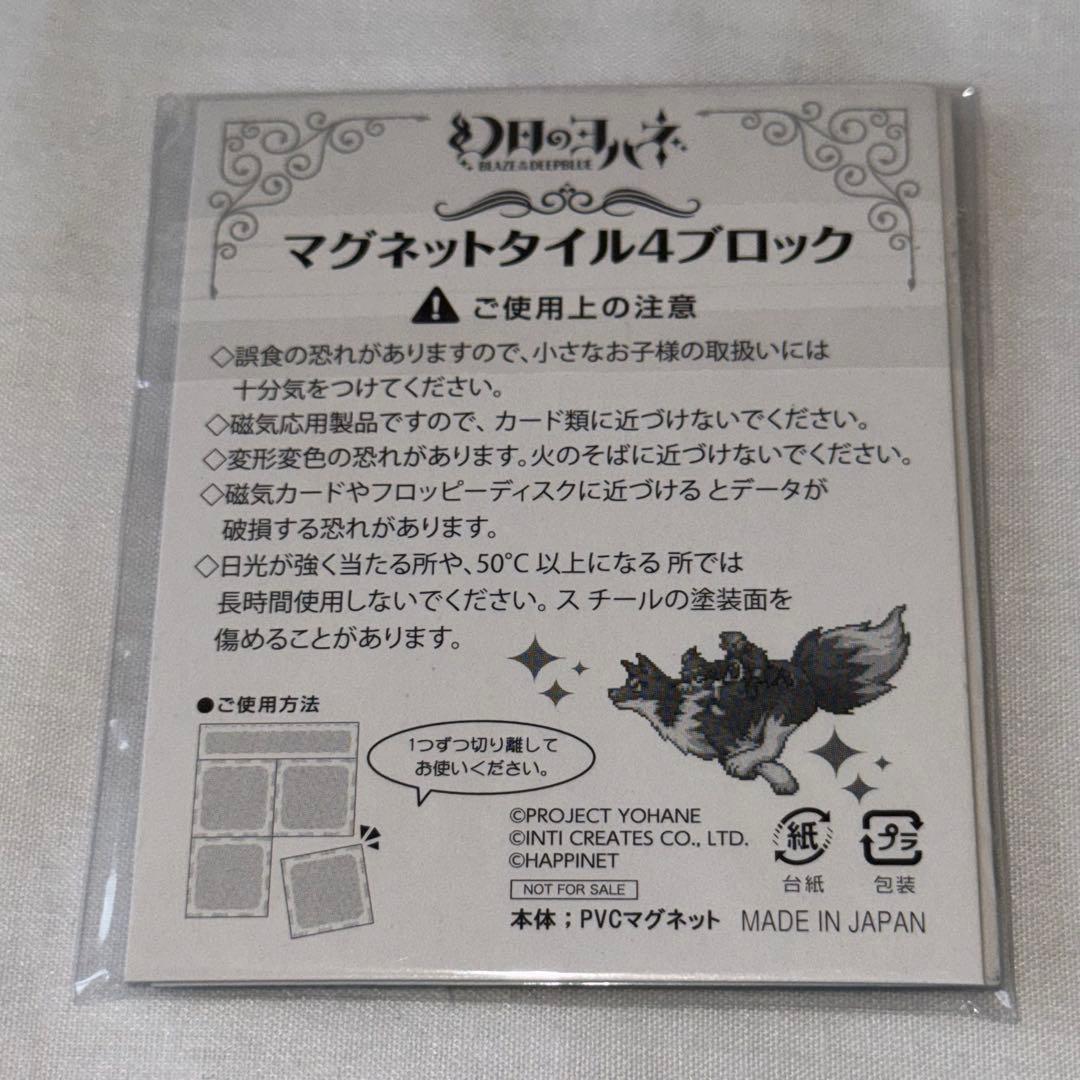 幻日のヨハネ
BLAZE in the DEEPBLUE
マグネットタイル4ブロック
ご使用上の注意
◇誤食の恐れがありますので、小さなお子様の取扱いには
十分気をつけてください。
◇磁気応用製品ですので、カード類に近づけないでください。
◇変形変色の恐れがあります。火のそばに近づけないでください。
◇磁気カードやフロッピーディスクに近づける とデータが
破損する恐れがあります。
◇日光が強く当たる所や、50°C 以上になる 所では
長時間使用しないでください。ス チールの塗装面を
傷めることがあります。
●ご使用方法
1つずつ切り離して
お使いください。
©PROJECT YOHANE
©INTI CREATES CO., LTD.
©HAPPINET
NOT FOR SALE
紙
台紙
プラ
包装
本体；PVCマグネット MADE IN JAPAN